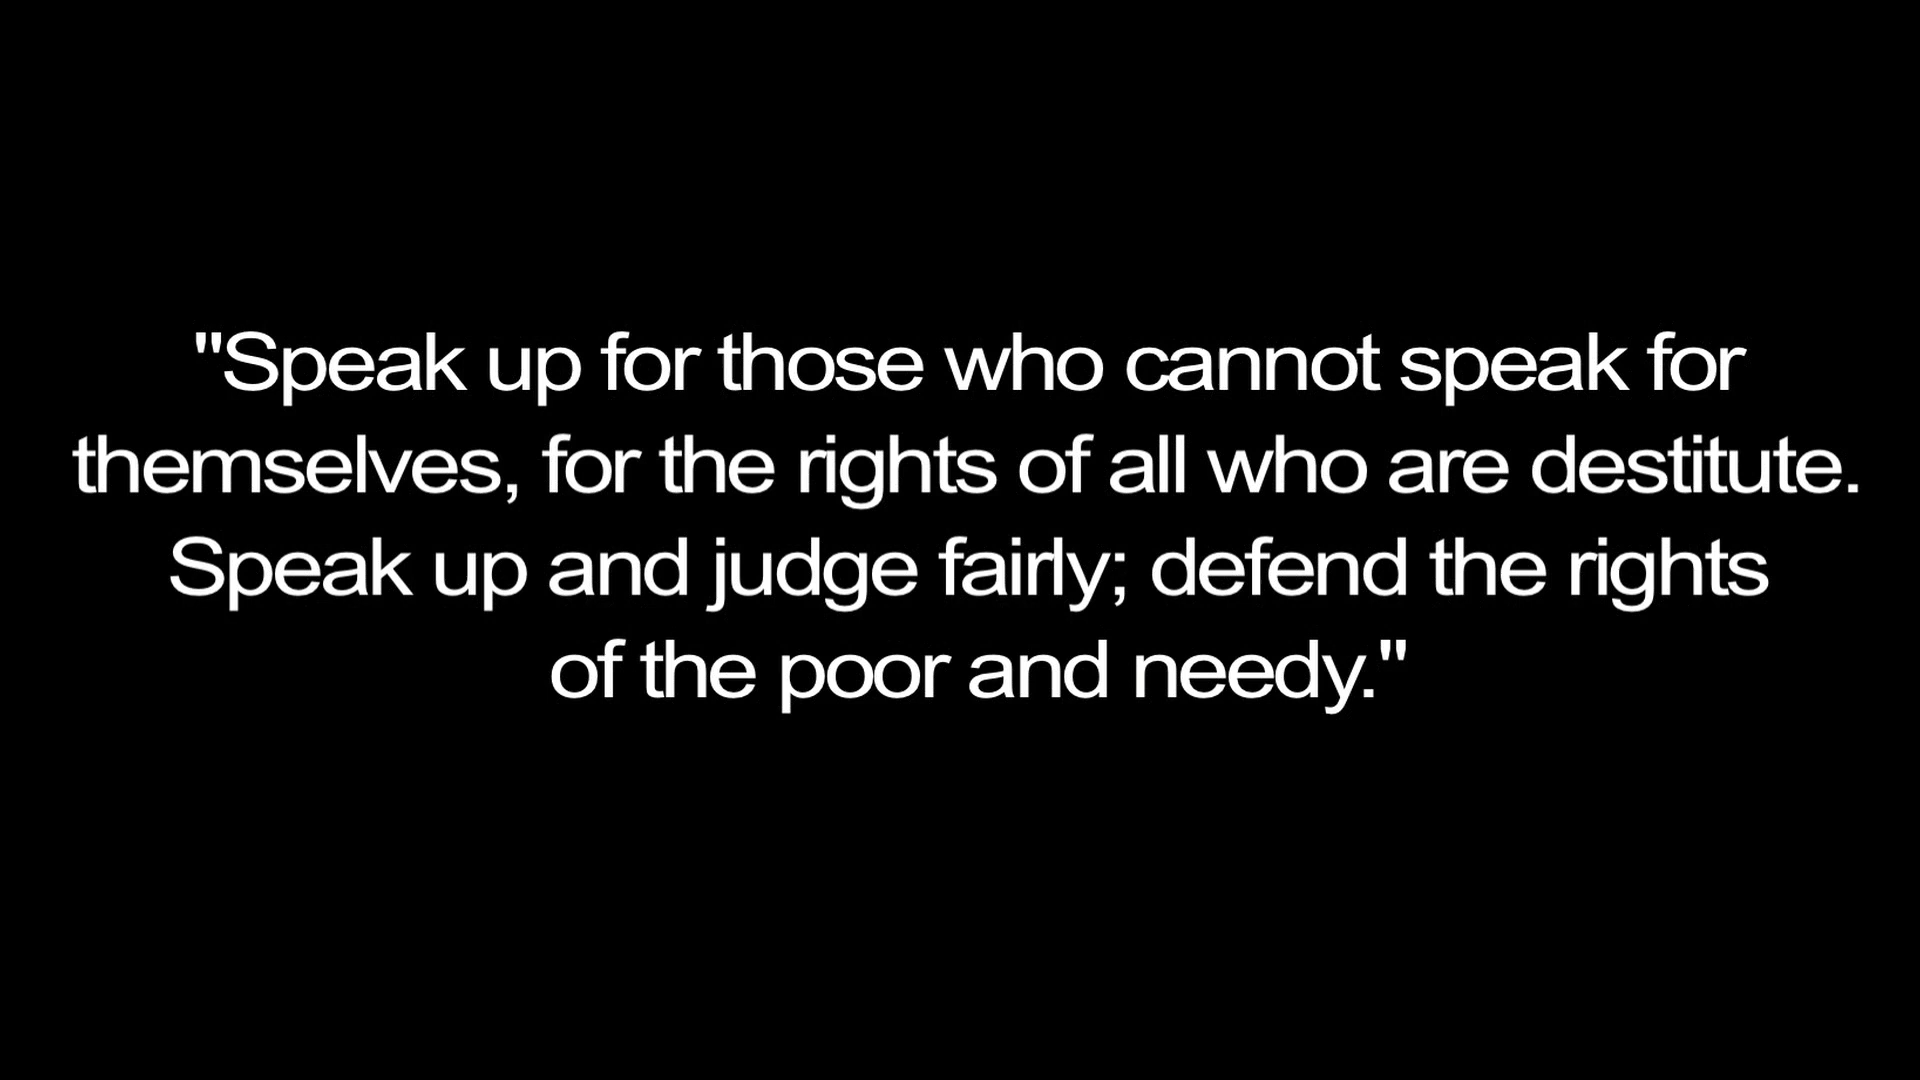 "Speak up for those who cannot speak for
themselves, for the rights of all who are destitute.
Speak up and judge fairly; defend the rights
of the poor and needy."